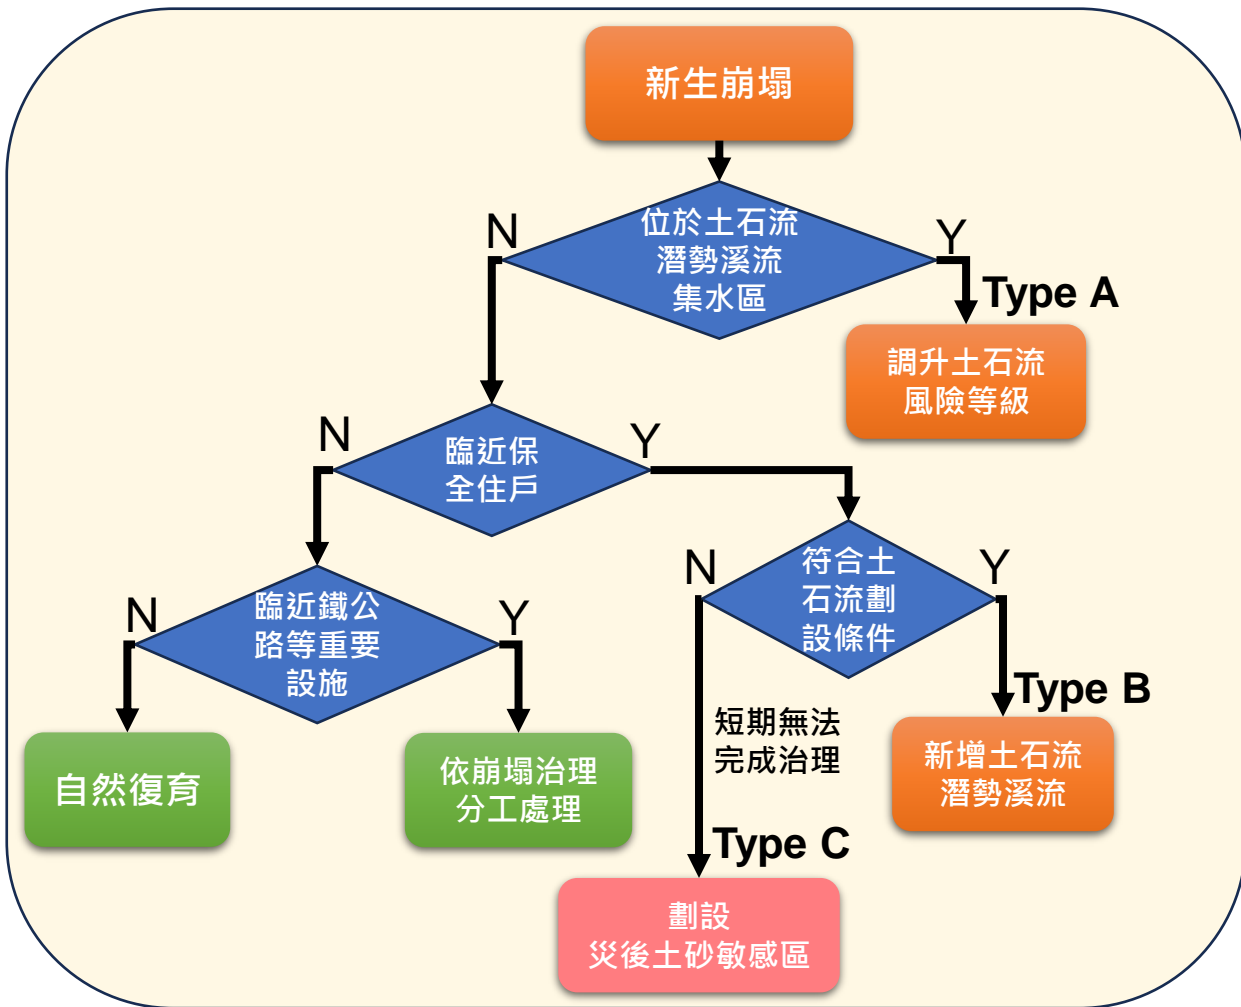 新生崩塌
位於土石流
潛勢溪流
集水區
N
Y
Type A
調升土石流
風險等級
臨近保
全住戶
N
Y
臨近鐵公
路等重要
設施
N
Y
符合土
石流劃
設條件
N
Y
自然復育
依崩塌治理
分工處理
短期無法
完成治理
Type B
新增土石流
潛勢溪流
Type C
劃設
災後土砂敏感區